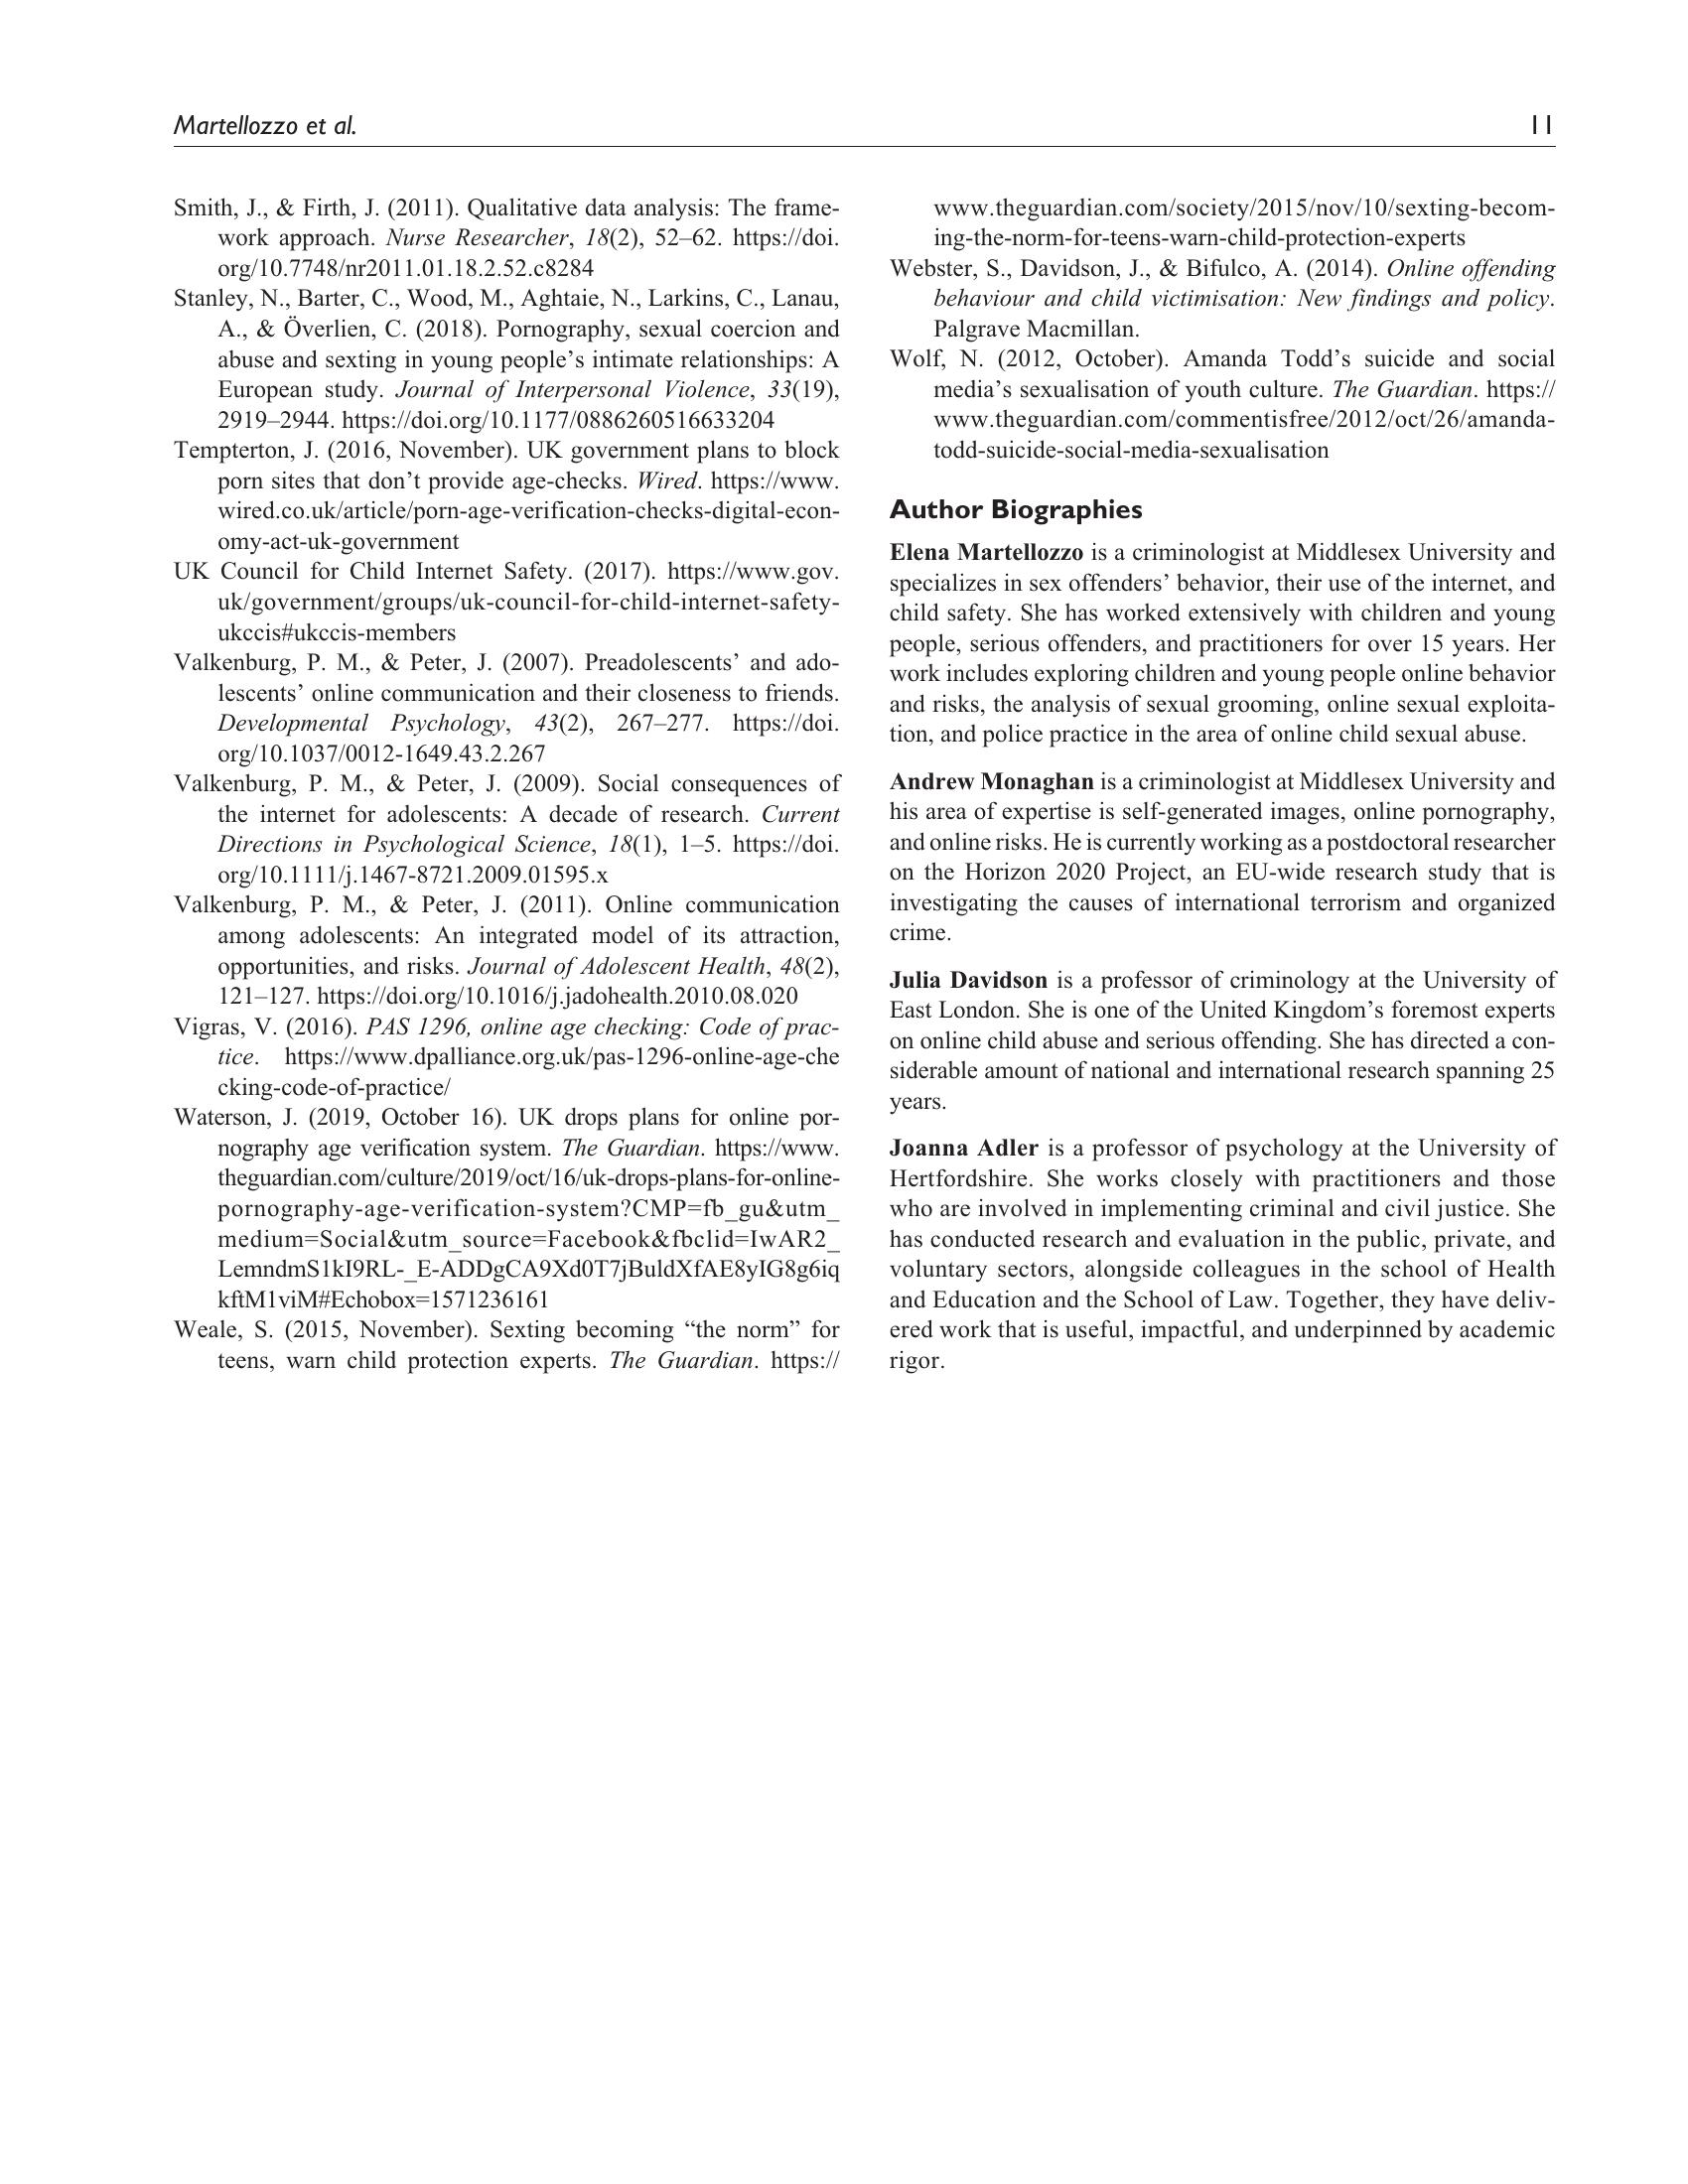 Martellozzo et al.
11
Smith, J., & Firth, J. (2011). Qualitative data analysis: The frame-
work approach. Nurse Researcher, 18(2), 52–62. https://doi.
org/10.7748/nr2011.01.18.2.52.c8284
Stanley, N., Barter, C., Wood, M., Aghtaie, N., Larkins, C., Lanau,
A., & Överlien, C. (2018). Pornography, sexual coercion and
abuse and sexting in young people’s intimate relationships: A
European study. Journal of Interpersonal Violence, 33(19),
2919–2944. https://doi.org/10.1177/0886260516633204
Tempterton, J. (2016, November). UK government plans to block
porn sites that don’t provide age-checks. Wired. https://www.
wired.co.uk/article/porn-age-verification-checks-digital-econ-
omy-act-uk-government
UK Council for Child Internet Safety. (2017). https://www.gov.
uk/government/groups/uk-council-for-child-internet-safety-
ukccis#ukccis-members
Valkenburg, P. M., & Peter, J. (2007). Preadolescents’ and ado-
lescents’ online communication and their closeness to friends.
Developmental Psychology, 43(2), 267–277. https://doi.
org/10.1037/0012-1649.43.2.267
Valkenburg, P. M., & Peter, J. (2009). Social consequences of
the internet for adolescents: A decade of research. Current
Directions in Psychological Science, 18(1), 1–5. https://doi.
org/10.1111/j.1467-8721.2009.01595.x
Valkenburg, P. M., & Peter, J. (2011). Online communication
among adolescents: An integrated model of its attraction,
opportunities, and risks. Journal of Adolescent Health, 48(2),
121–127. https://doi.org/10.1016/j.jadohealth.2010.08.020
Vigras, V. (2016). PAS 1296, online age checking: Code of prac-
tice. https://www.dpalliance.org.uk/pas-1296-online-age-che
cking-code-of-practice/
Waterson, J. (2019, October 16). UK drops plans for online por-
nography age verification system. The Guardian. https://www.
theguardian.com/culture/2019/oct/16/uk-drops-plans-for-online-
pornography-age-verification-system?CMP=fb_gu&utm_
medium=Social&utm_source=Facebook&fbclid=IwAR2_
LemndmS1kI9RL-_E-ADDgCA9Xd0T7jBuldXfAE8yIG8g6iq
kftM1viM#Echobox=1571236161
Weale, S. (2015, November). Sexting becoming “the norm” for
teens, warn child protection experts. The Guardian. https://
www.theguardian.com/society/2015/nov/10/sexting-becom-
ing-the-norm-for-teens-warn-child-protection-experts
Webster, S., Davidson, J., & Bifulco, A. (2014). Online offending
behaviour and child victimisation: New findings and policy.
Palgrave Macmillan.
Wolf, N. (2012, October). Amanda Todd’s suicide and social
media’s sexualisation of youth culture. The Guardian. https://
www.theguardian.com/commentisfree/2012/oct/26/amanda-
todd-suicide-social-media-sexualisation
Author Biographies
Elena Martellozzo is a criminologist at Middlesex University and
specializes in sex offenders’ behavior, their use of the internet, and
child safety. She has worked extensively with children and young
people, serious offenders, and practitioners for over 15 years. Her
work includes exploring children and young people online behavior
and risks, the analysis of sexual grooming, online sexual exploita-
tion, and police practice in the area of online child sexual abuse.
Andrew Monaghan is a criminologist at Middlesex University and
his area of expertise is self-generated images, online pornography,
and online risks. He is currently working as a postdoctoral researcher
on the Horizon 2020 Project, an EU-wide research study that is
investigating the causes of international terrorism and organized
crime.
Julia Davidson is a professor of criminology at the University of
East London. She is one of the United Kingdom’s foremost experts
on online child abuse and serious offending. She has directed a con-
siderable amount of national and international research spanning 25
years.
Joanna Adler is a professor of psychology at the University of
Hertfordshire. She works closely with practitioners and those
who are involved in implementing criminal and civil justice. She
has conducted research and evaluation in the public, private, and
voluntary sectors, alongside colleagues in the school of Health
and Education and the School of Law. Together, they have deliv-
ered work that is useful, impactful, and underpinned by academic
rigor.